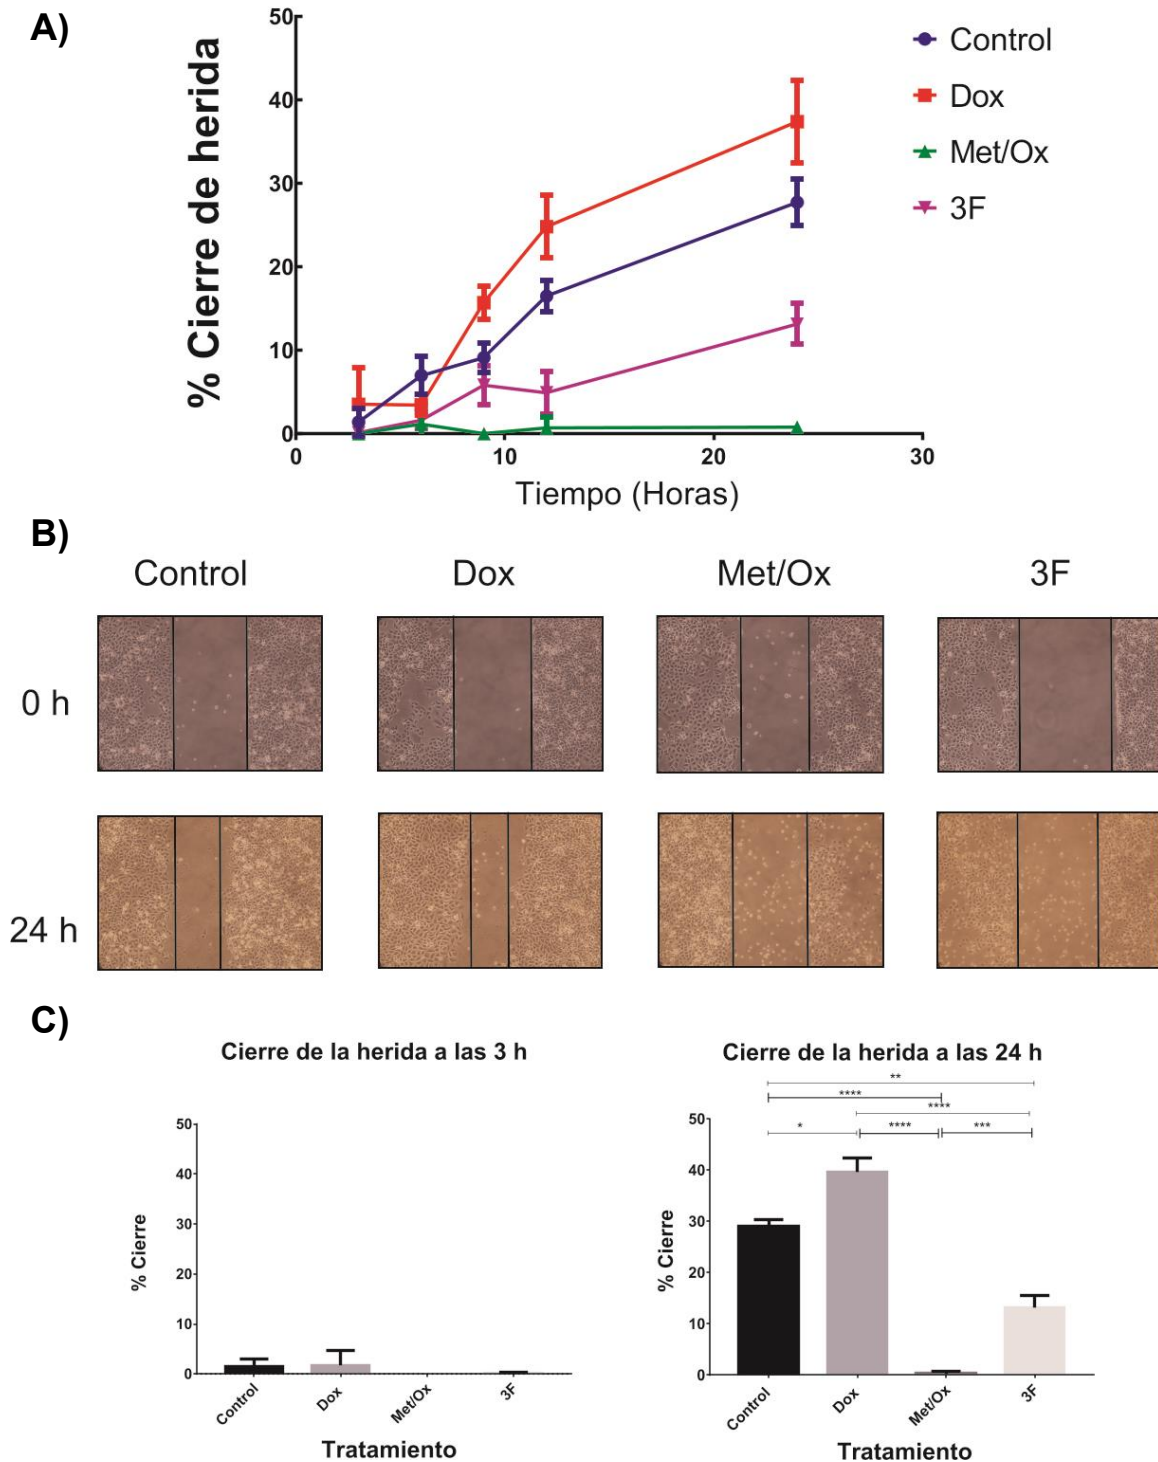 A)
50
40
30
20
10
0
% Cierre de herida
0 10 20 30
Tiempo (Horas)
Control
Dox
Met/Ox
3F
B)
Control Dox Met/Ox 3F
0 h
24 h
C)
Cierre de la herida a las 3 h
50
40
30
20
10
0
% Cierre
Control Dox Met/Ox 3F
Tratamiento
Cierre de la herida a las 24 h
**
****
****
* **** ***
50
40
30
20
10
0
% Cierre
Control Dox Met/Ox 3F
Tratamiento